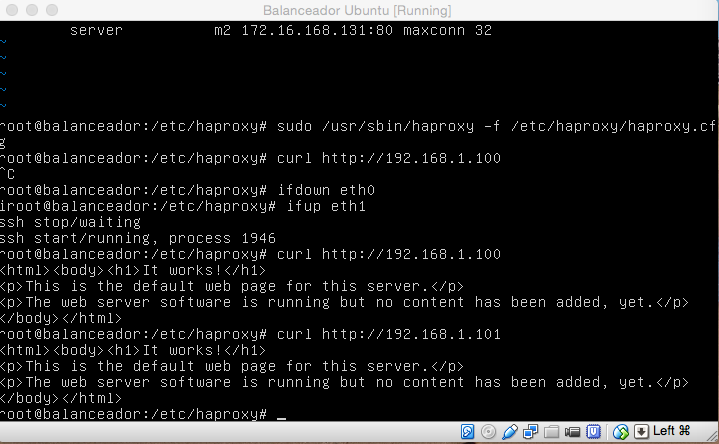 Balanceador Ubuntu [Running]
server m2 172.16.168.131:80 maxconn 32
~
~
~
~
~
root@balanceador:/etc/haproxy# sudo /usr/sbin/haproxy -f /etc/haproxy/haproxy.cf
g
root@balanceador:/etc/haproxy# curl http://192.168.1.100
^C
root@balanceador:/etc/haproxy# ifdown eth0
iroot@balanceador:/etc/haproxy# ifup eth1
ssh stop/waiting
ssh start/running, process 1946
root@balanceador:/etc/haproxy# curl http://192.168.1.100
<html><body><h1>It works!</h1>
<p>This is the default web page for this server.</p>
<p>The web server software is running but no content has been added, yet.</p>
</body></html>
root@balanceador:/etc/haproxy# curl http://192.168.1.101
<html><body><h1>It works!</h1>
<p>This is the default web page for this server.</p>
<p>The web server software is running but no content has been added, yet.</p>
</body></html>
root@balanceador:/etc/haproxy# _
Left ⌘